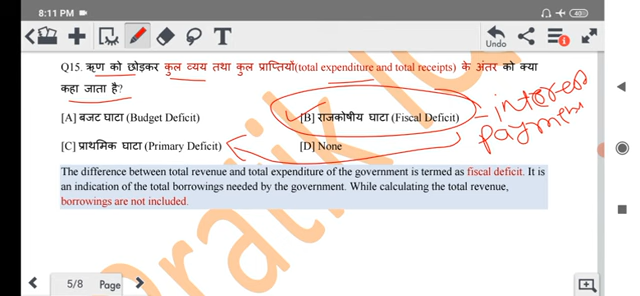 8:11 PM
40
Undo
Q15. ऋण को छोड़कर कुल व्यय तथा कुल प्राप्तियों(total expenditure and total receipts) के अंतर को क्या
कहा जाता है?
[A] बजट घाटा (Budget Deficit) [B] राजकोषीय घाटा (Fiscal Deficit) - interess
payment
[C] प्राथमिक घाटा (Primary Deficit) [D] None
The difference between total revenue and total expenditure of the government is termed as fiscal deficit. It is
an indication of the total borrowings needed by the government. While calculating the total revenue,
borrowings are not included.
5/8 Page